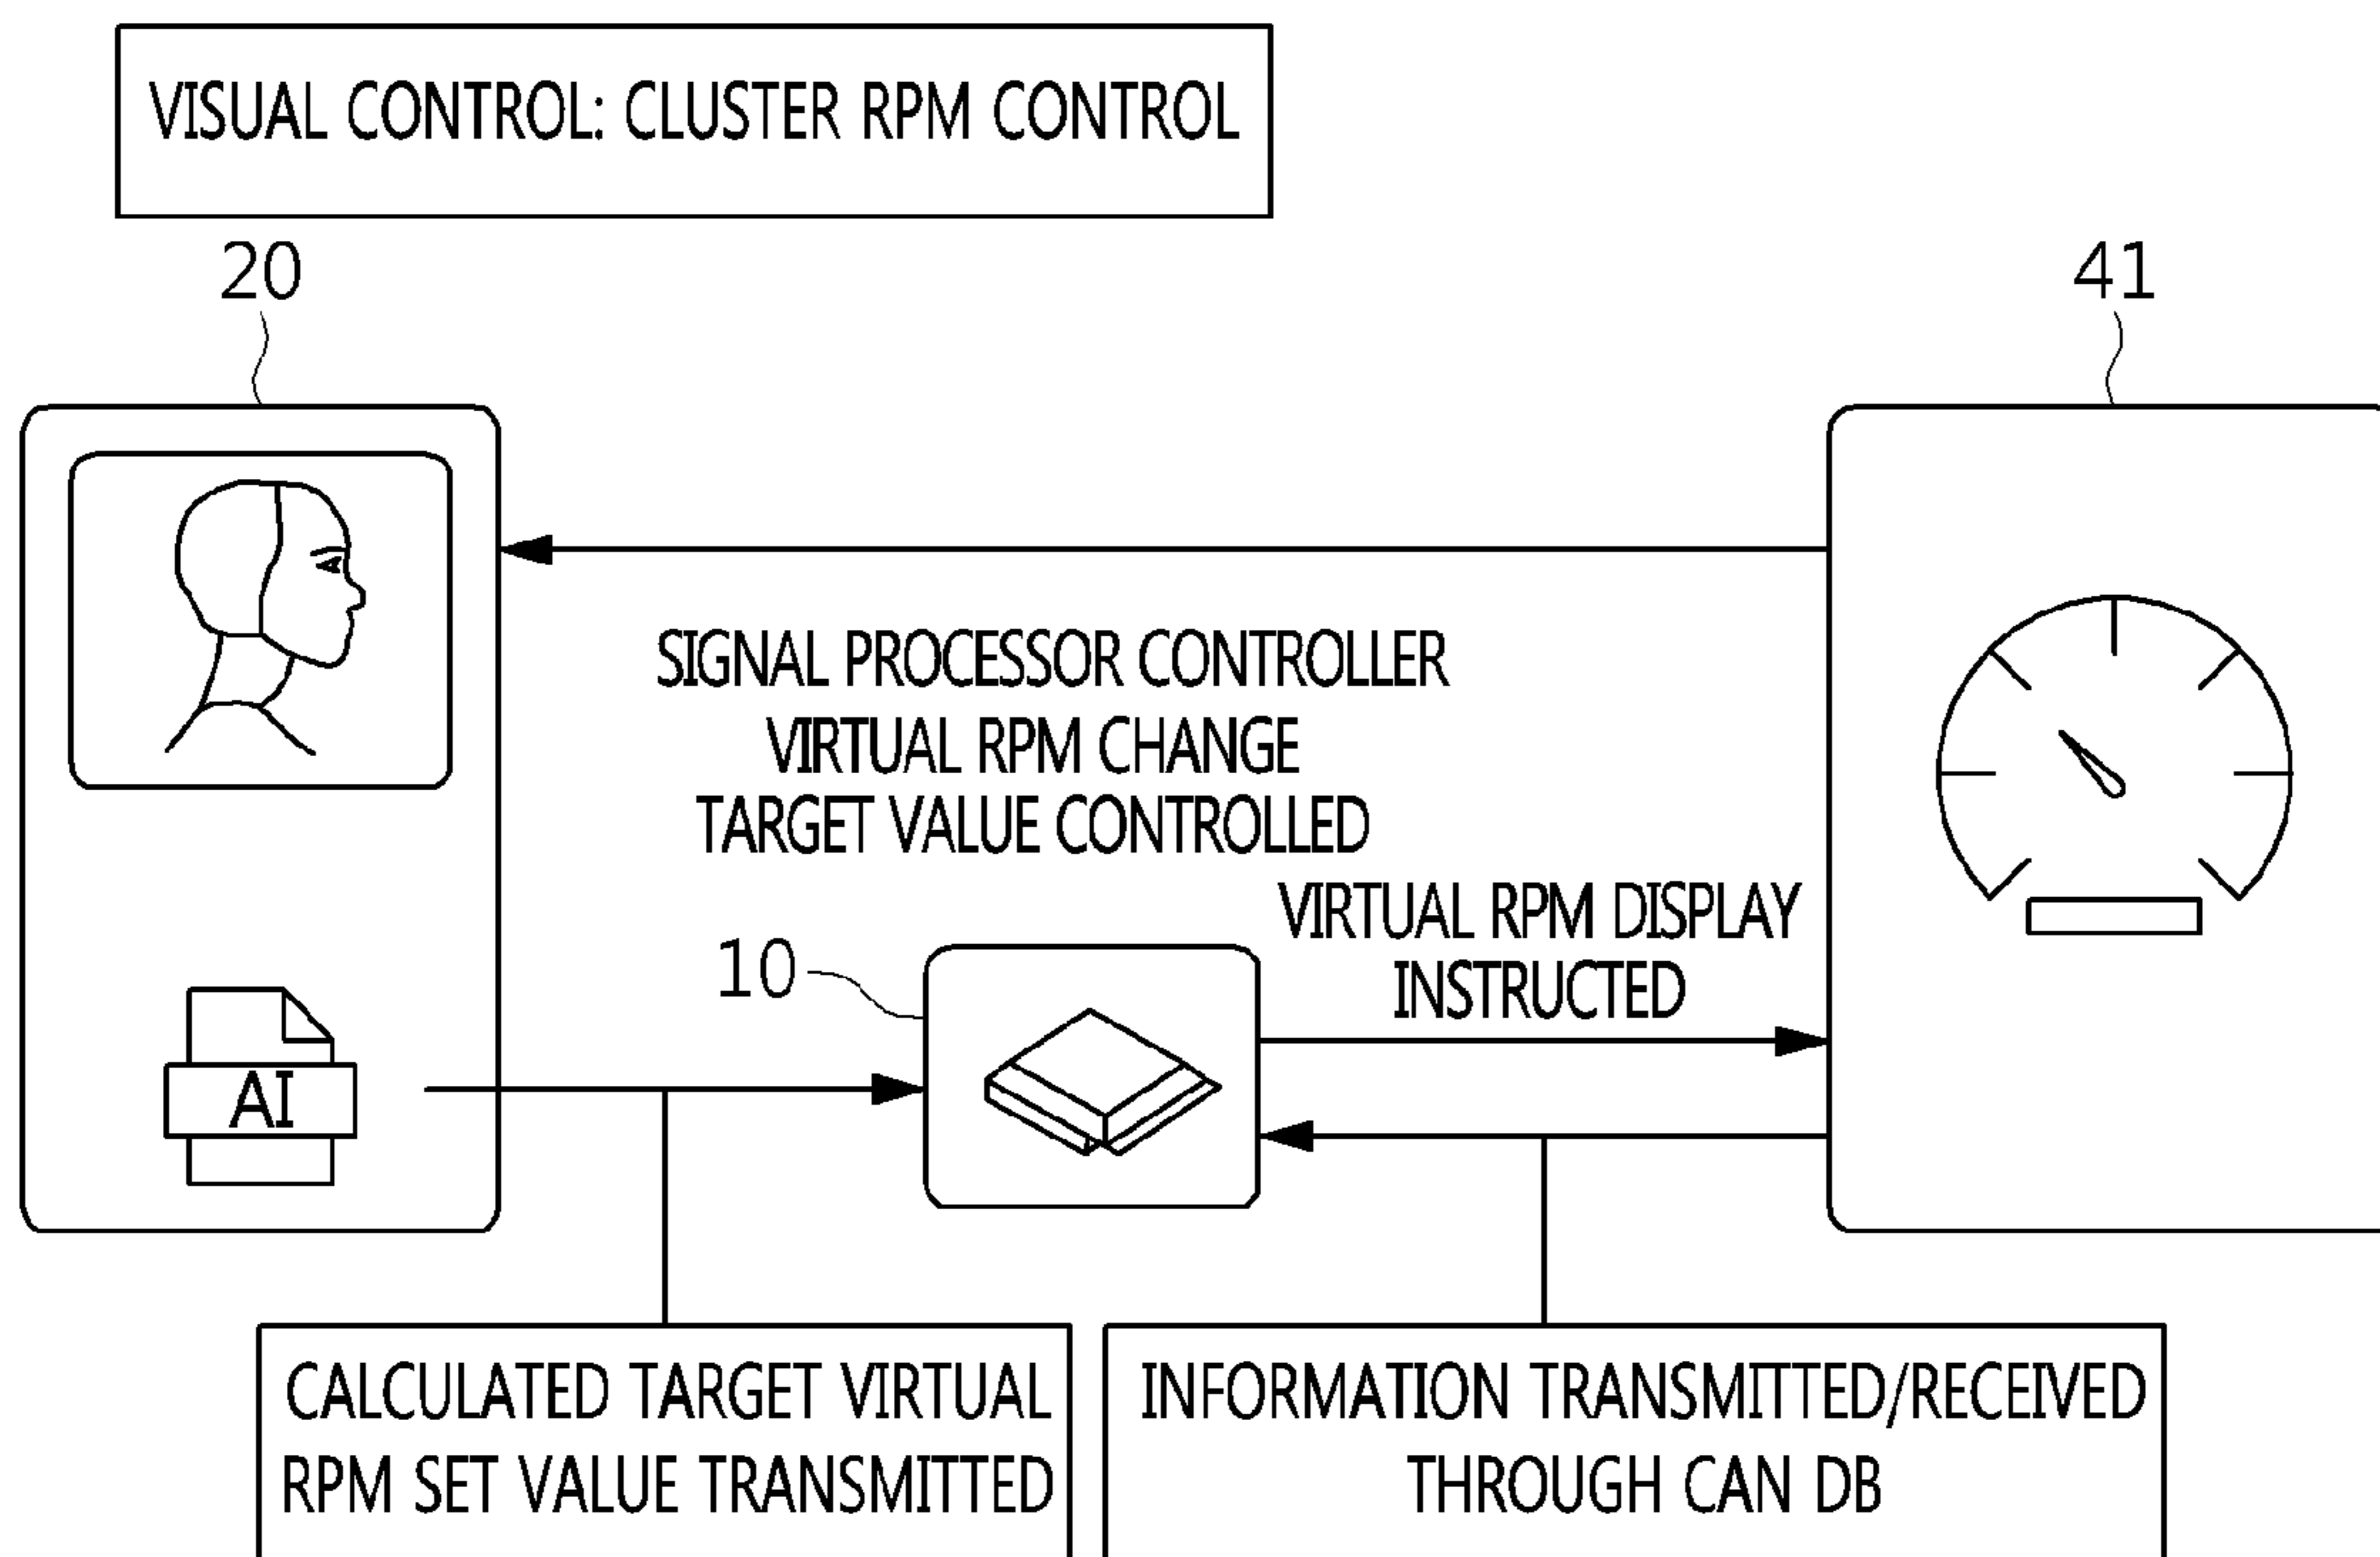 VISUAL CONTROL: CLUSTER RPM CONTROL
20
41
SIGNAL PROCESSOR CONTROLLER
VIRTUAL RPM CHANGE
TARGET VALUE CONTROLLED
VIRTUAL RPM DISPLAY
INSTRUCTED
10
AI
CALCULATED TARGET VIRTUAL
RPM SET VALUE TRANSMITTED
INFORMATION TRANSMITTED/RECEIVED
THROUGH CAN DB